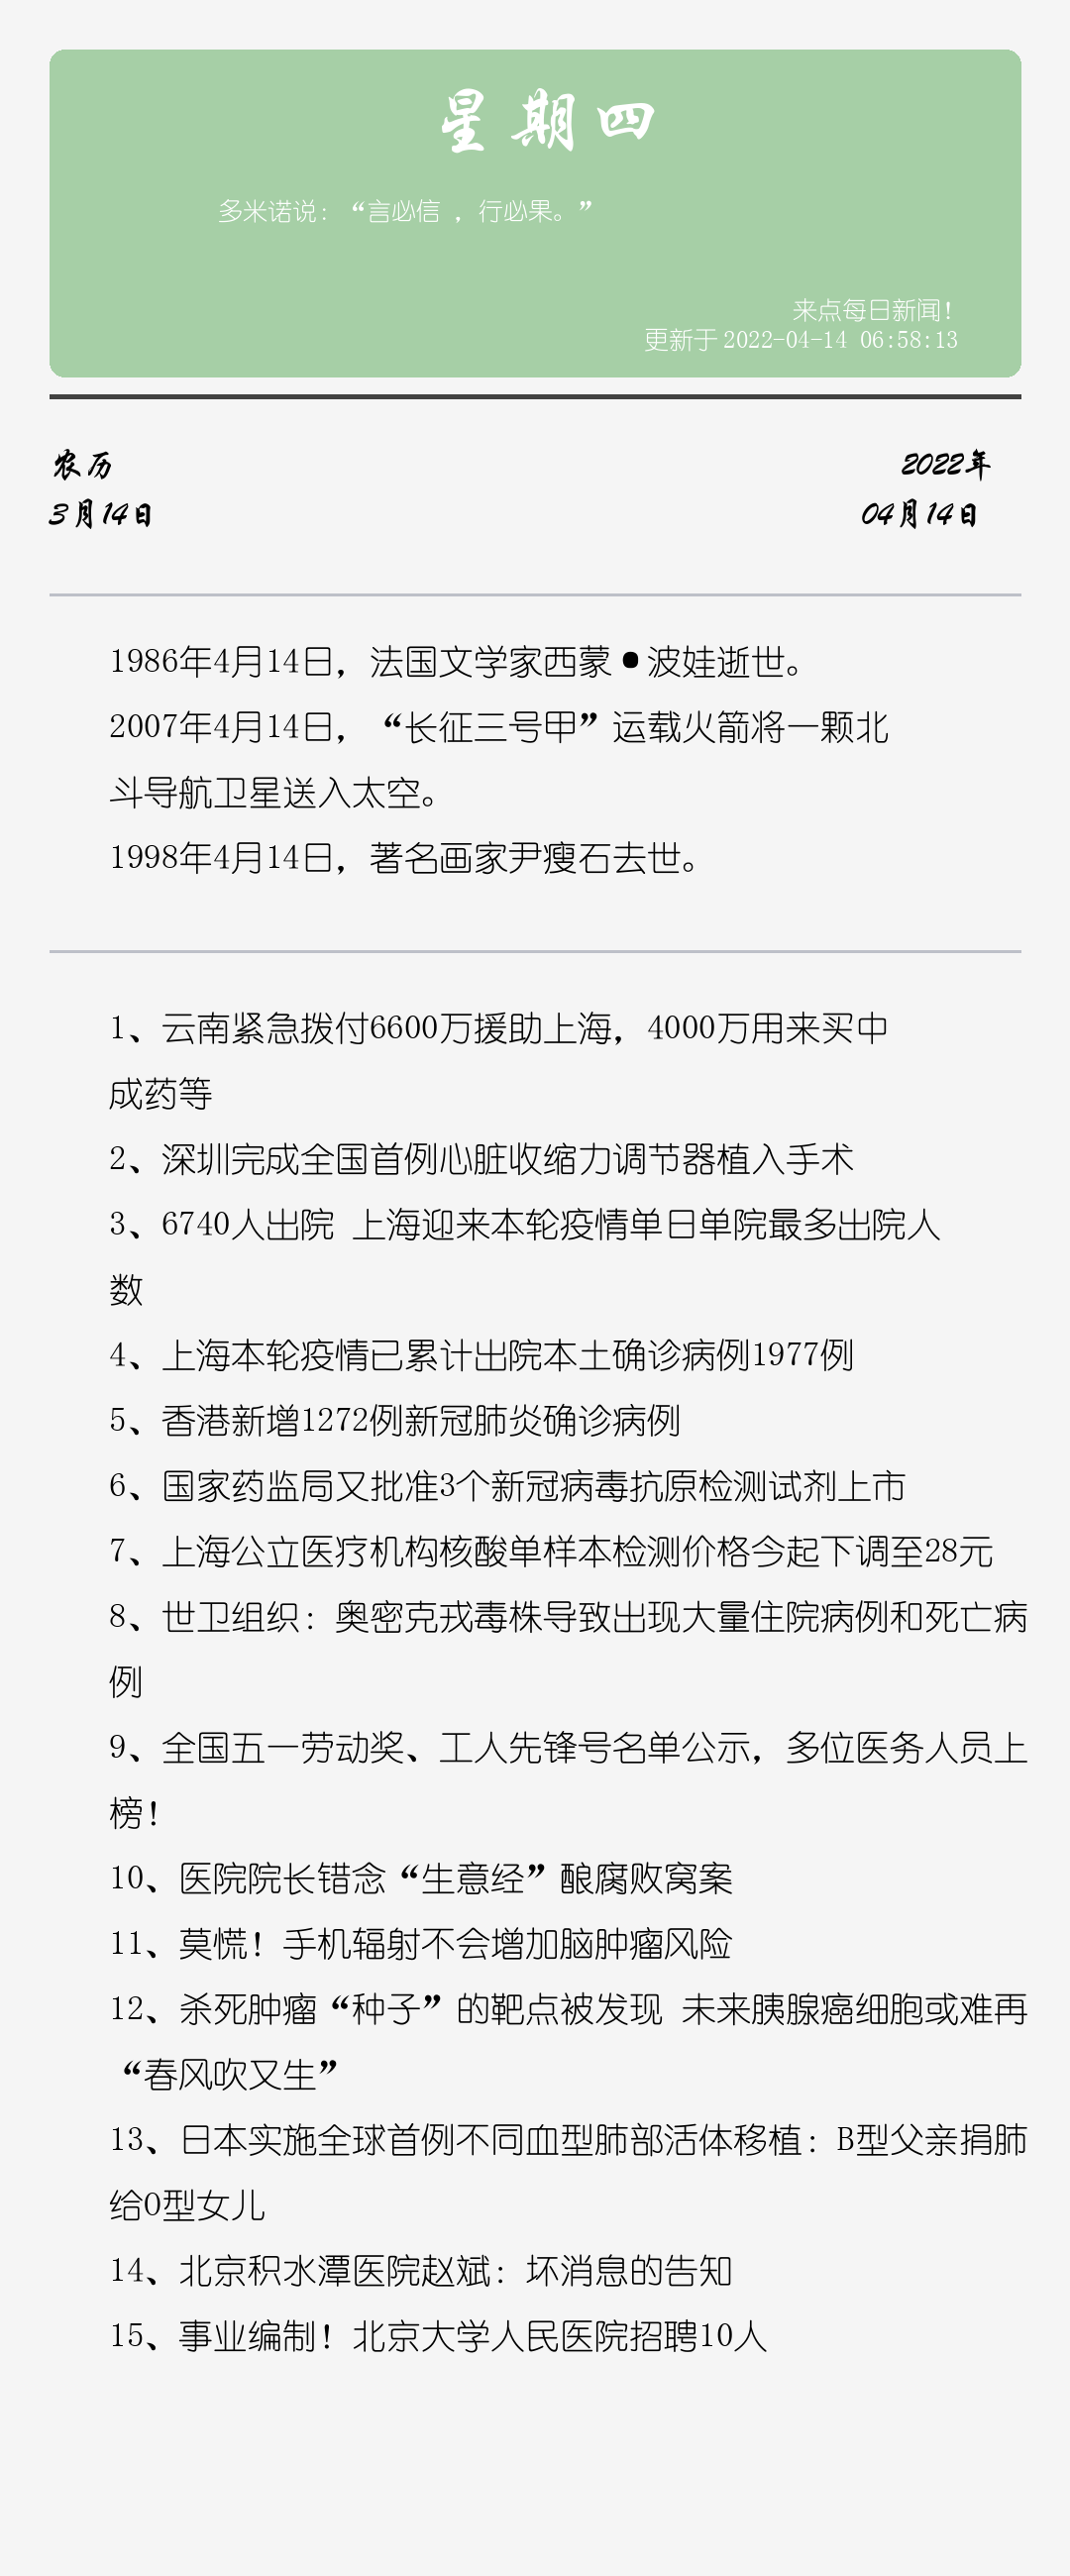 星期四
多米诺说：“言必信 ，行必果。”
来点每日新闻！
更新于 2022-04-14 06:58:13
农历
2022年
3月14日
04月14日
1986年4月14日，法国文学家西蒙•波娃逝世。
2007年4月14日，“长征三号甲”运载火箭将一颗北
斗导航卫星送入太空。
1998年4月14日，著名画家尹瘦石去世。
1、云南紧急拨付6600万援助上海，4000万用来买中
成药等
2、深圳完成全国首例心脏收缩力调节器植入手术
3、6740人出院 上海迎来本轮疫情单日单院最多出院人
数
4、上海本轮疫情已累计出院本土确诊病例1977例
5、香港新增1272例新冠肺炎确诊病例
6、国家药监局又批准3个新冠病毒抗原检测试剂上市
7、上海公立医疗机构核酸单样本检测价格今起下调至28元
8、世卫组织：奥密克戎毒株导致出现大量住院病例和死亡病
例
9、全国五一劳动奖、工人先锋号名单公示，多位医务人员上
榜！
10、医院院长错念“生意经”酿腐败窝案
11、莫慌！手机辐射不会增加脑肿瘤风险
12、杀死肿瘤“种子”的靶点被发现 未来胰腺癌细胞或难再
“春风吹又生”
13、日本实施全球首例不同血型肺部活体移植：B型父亲捐肺
给O型女儿
14、北京积水潭医院赵斌：坏消息的告知
15、事业编制！北京大学人民医院招聘10人